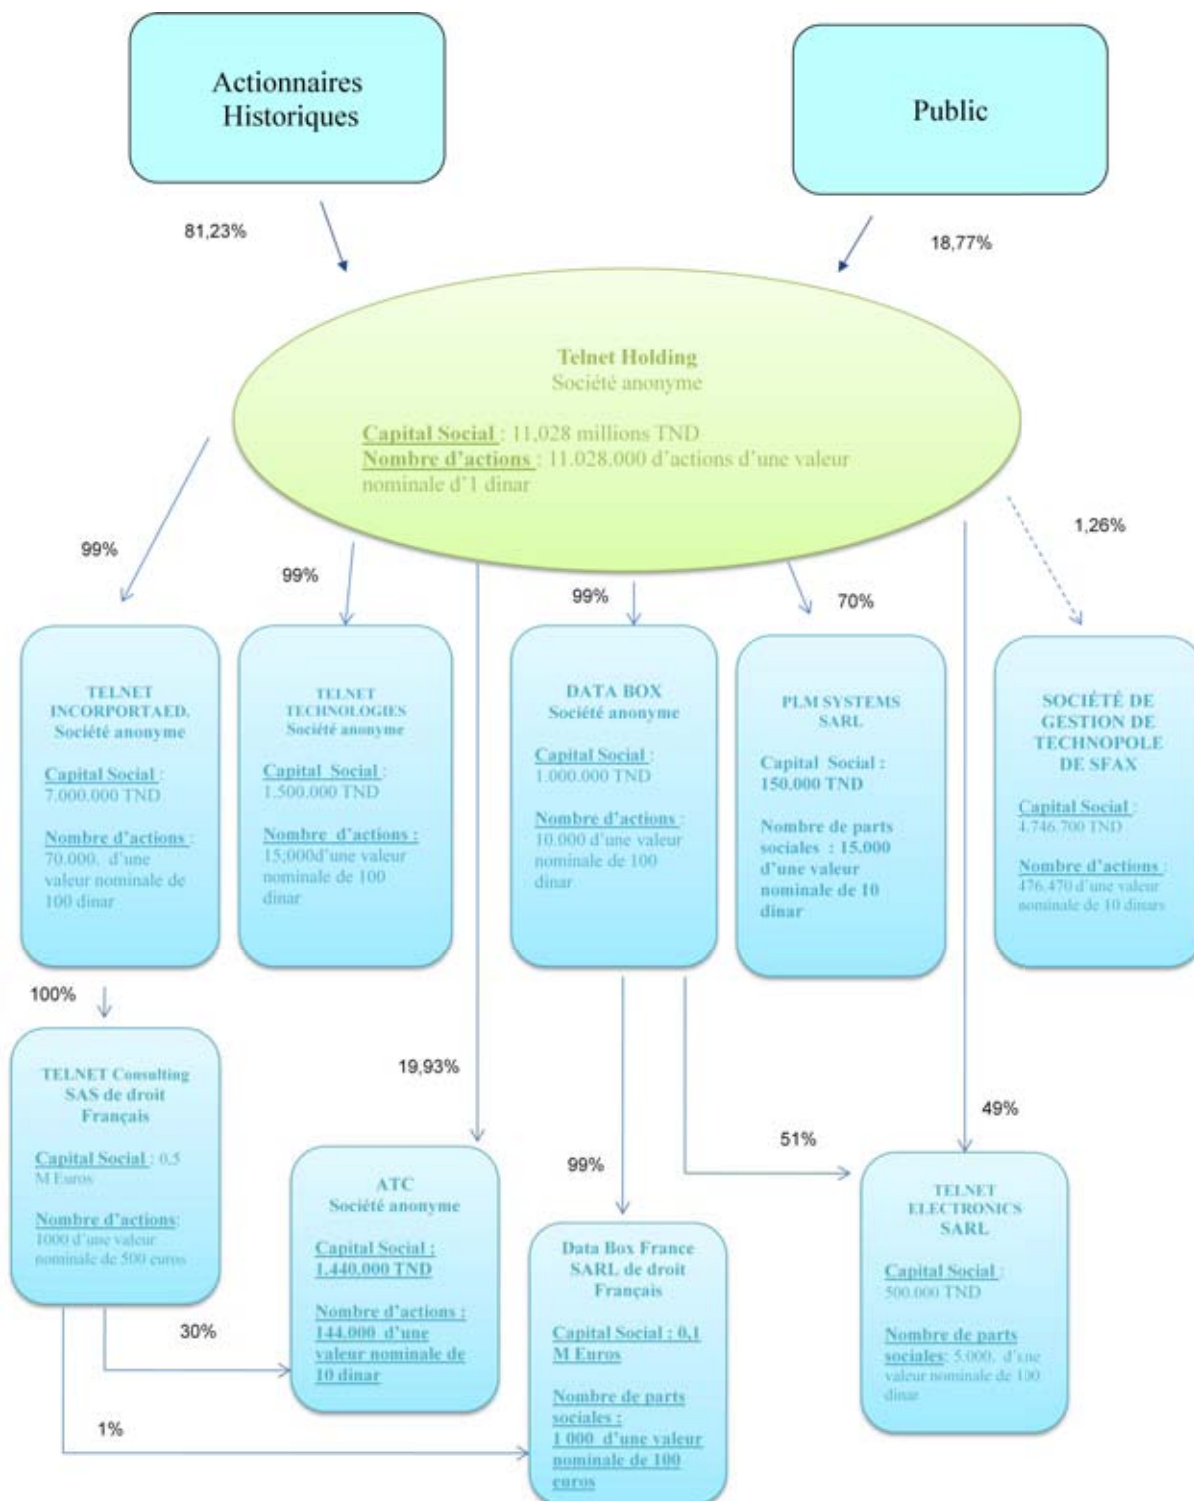 Actionnaires
Historiques
Public
81,23%
18,77%
Telnet Holding
Société anonyme
Capital Social : 11,028 millions TND
Nombre d'actions : 11.028.000 d'actions d'une valeur
nominale d'1 dinar
99%
99%
99%
70%
1,26%
TELNET
INCORPORTAED.
Société anonyme
Capital Social :
7.000.000 TND
Nombre d'actions :
70.000. d'une
valeur nominale de
100 dinar
TELNET
TECHNOLOGIES
Société anonyme
Capital Social :
1.500.000 TND
Nombre d'actions :
15;000d'une valeur
nominale de 100
dinar
DATA BOX
Société anonyme
Capital Social :
1.000.000 TND
Nombre d'actions :
10.000 d'une valeur
nominale de 100
dinar
PLM SYSTEMS
SARL
Capital Social :
150.000 TND
Nombre de parts
sociales : 15.000
d'une valeur
nominale de 10
dinar
SOCIÉTÉ DE
GESTION DE
TECHNOPOLE
DE SFAX
Capital Social :
4.746.700 TND
Nombre d'actions :
476.470 d'une valeur
nominale de 10 dinars
100%
19,93%
99%
51%
49%
TELNET Consulting
SAS de droit
Français
Capital Social : 0,5
M Euros
Nombre d'actions:
1000 d'une valeur
nominale de 500 euros
30%
1%
ATC
Société anonyme
Capital Social :
1.440.000 TND
Nombre d'actions :
144.000 d'une
valeur nominale de
10 dinar
Data Box France
SARL de droit
Français
Capital Social : 0,1
M Euros
Nombre de parts
sociales :
1 000 d'une valeur
nominale de 100
euros
TELNET
ELECTRONICS
SARL
Capital Social :
500.000 TND
Nombre de parts
sociales: 5.000. d'une
valeur nominale de 100
dinar